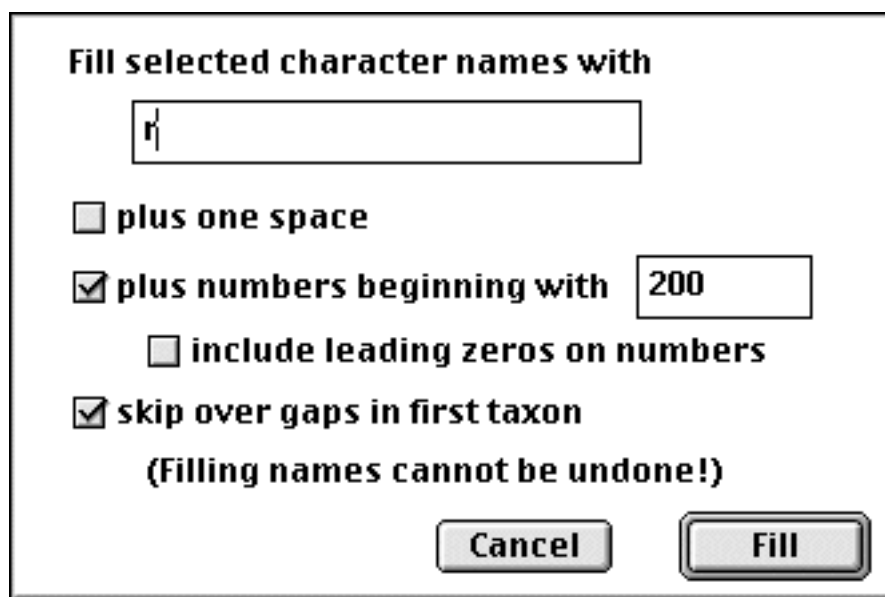 Fill selected character names with
r
plus one space
plus numbers beginning with 200
include leading zeros on numbers
skip over gaps in first taxon
(Filling names cannot be undone!)
Cancel Fill